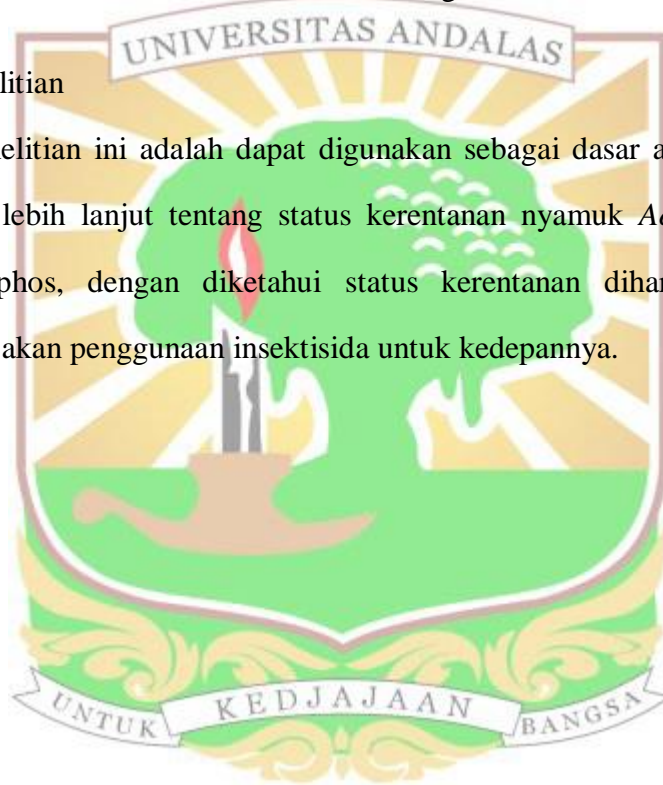 UNIVERSITAS ANDALAS
litian
elitian ini adalah dapat digunakan sebagai dasar a
lebih lanjut tentang status kerentanan nyamuk A
phos, dengan diketahui status kerentanan dihar
akan penggunaan insektisida untuk kedepannya.
UNTUK KEDJAJAAN BANGSA